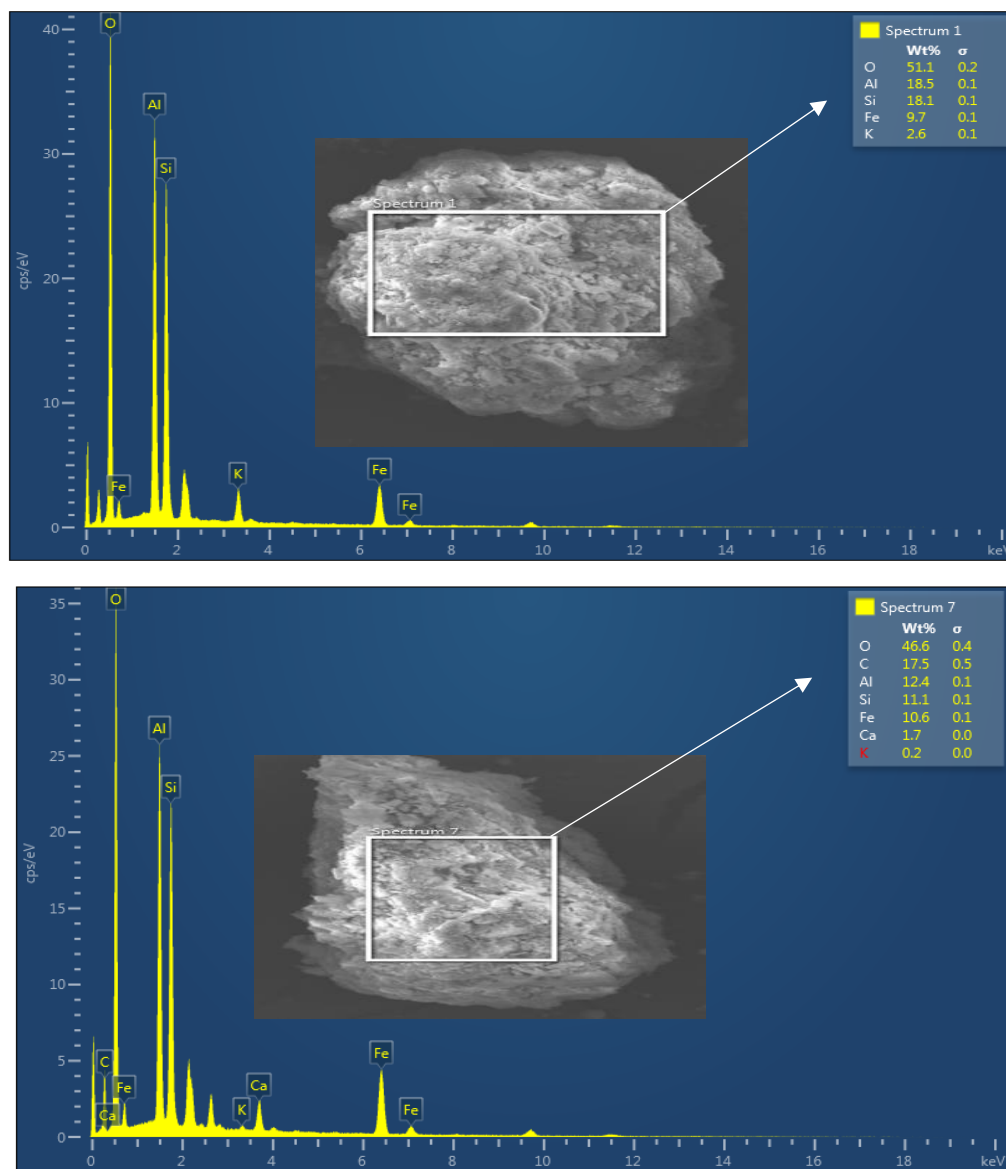 40
30
20
10
0
cps/eV
O
Al
Si
Fe
K
Fe
Fe
Spectrum 1
Spectrum 1
Wt% σ
O 51.1 0.2
Al 18.5 0.1
Si 18.1 0.1
Fe 9.7 0.1
K 2.6 0.1
0 2 4 6 8 10 12 14 16 18 keV
35
30
25
20
15
10
5
0
cps/eV
O
Al
Si
C
Ca
Fe
K
Ca
Fe
Fe
Spectrum 7
Spectrum 7
Wt% σ
O 46.6 0.4
C 17.5 0.5
Al 12.4 0.1
Si 11.1 0.1
Fe 10.6 0.1
Ca 1.7 0.0
K 0.2 0.0
0 2 4 6 8 10 12 14 16 18 keV